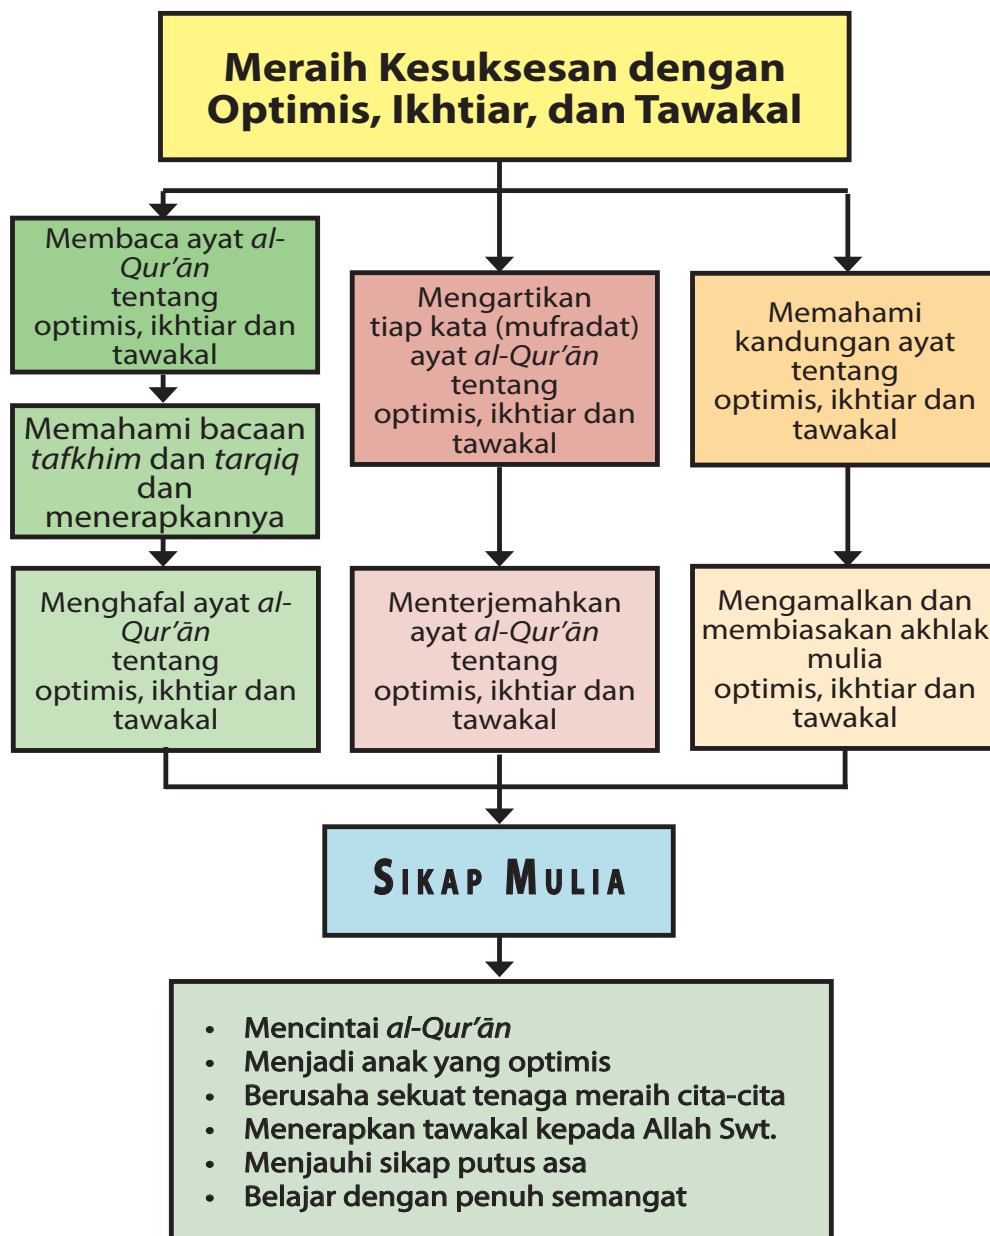 Meraih Kesuksesan dengan
Optimis, Ikhtiar, dan Tawakal
Membaca ayat al-
Qur’ān
tentang
optimis, ikhtiar dan
tawakal
Memahami bacaan
tafkhim dan tarqiq
dan
menerapkannya
Menghafal ayat al-
Qur’ān
tentang
optimis, ikhtiar dan
tawakal
Mengartikan
tiap kata (mufradat)
ayat al-Qur’ān
tentang
optimis, ikhtiar dan
tawakal
Menterjemahkan
ayat al-Qur’ān
tentang
optimis, ikhtiar dan
tawakal
Memahami
kandungan ayat
tentang
optimis, ikhtiar dan
tawakal
Mengamalkan dan
membiasakan akhlak
mulia
optimis, ikhtiar dan
tawakal
SIKAP MULIA
• Mencintai al-Qur’ān
• Menjadi anak yang optimis
• Berusaha sekuat tenaga meraih cita-cita
• Menerapkan tawakal kepada Allah Swt.
• Menjauhi sikap putus asa
• Belajar dengan penuh semangat